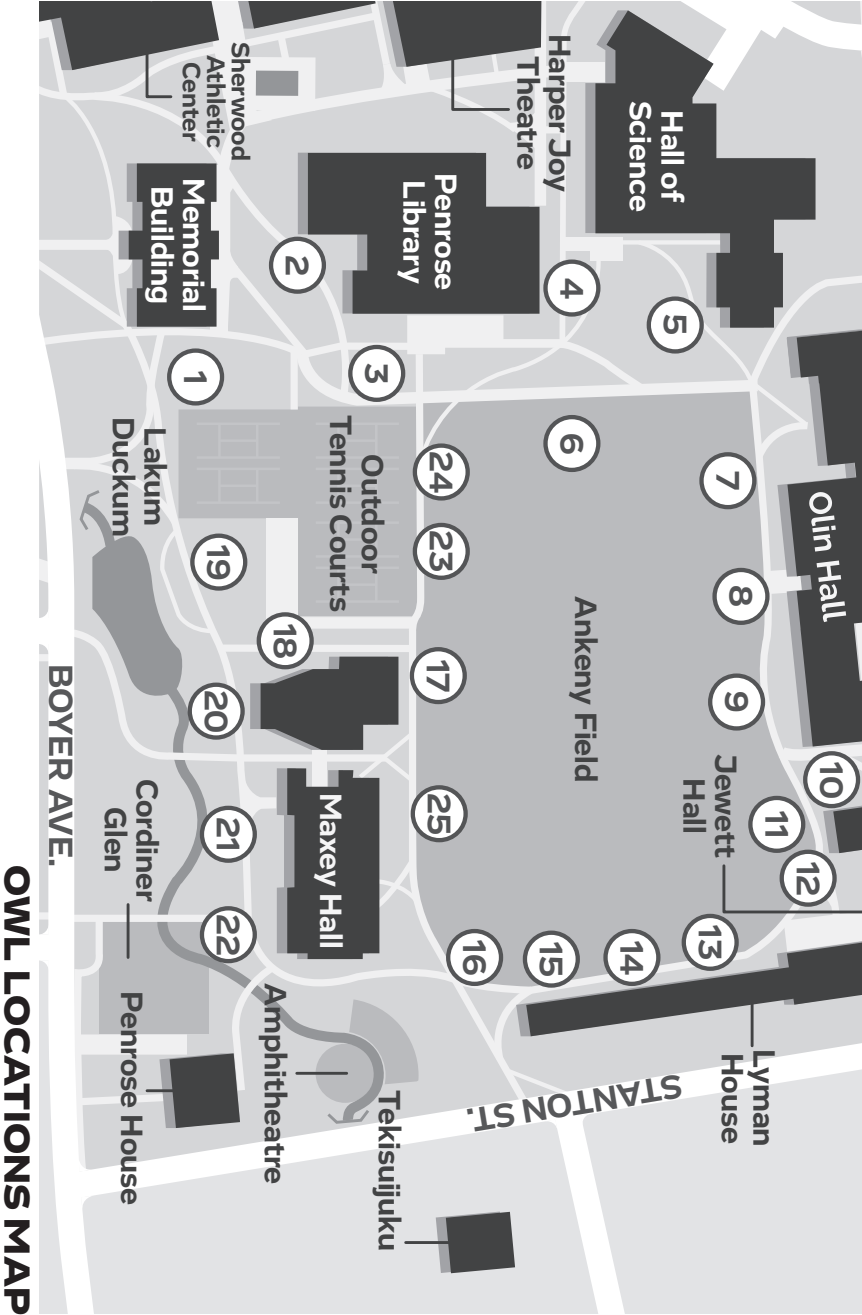 Olin Hall
10
12
11
8
9
7
Lyman
House
Jewett
Hall
13
Hall of
Science
5
STANTON ST.
14
4
6
Ankeny Field
15
Harper Joy
Theatre
16
Penrose
Library
24
23
17
25
3
Tekisuijuku
Outdoor
Tennis Courts
Maxey Hall
2
18
Amphitheatre
Sherwood
Athletic
Center
19
20
21
22
1
Memorial
Building
Lakum
Duckum
Cordiner
Glen
Penrose House
BOYER AVE.
OWL LOCATIONS MAP